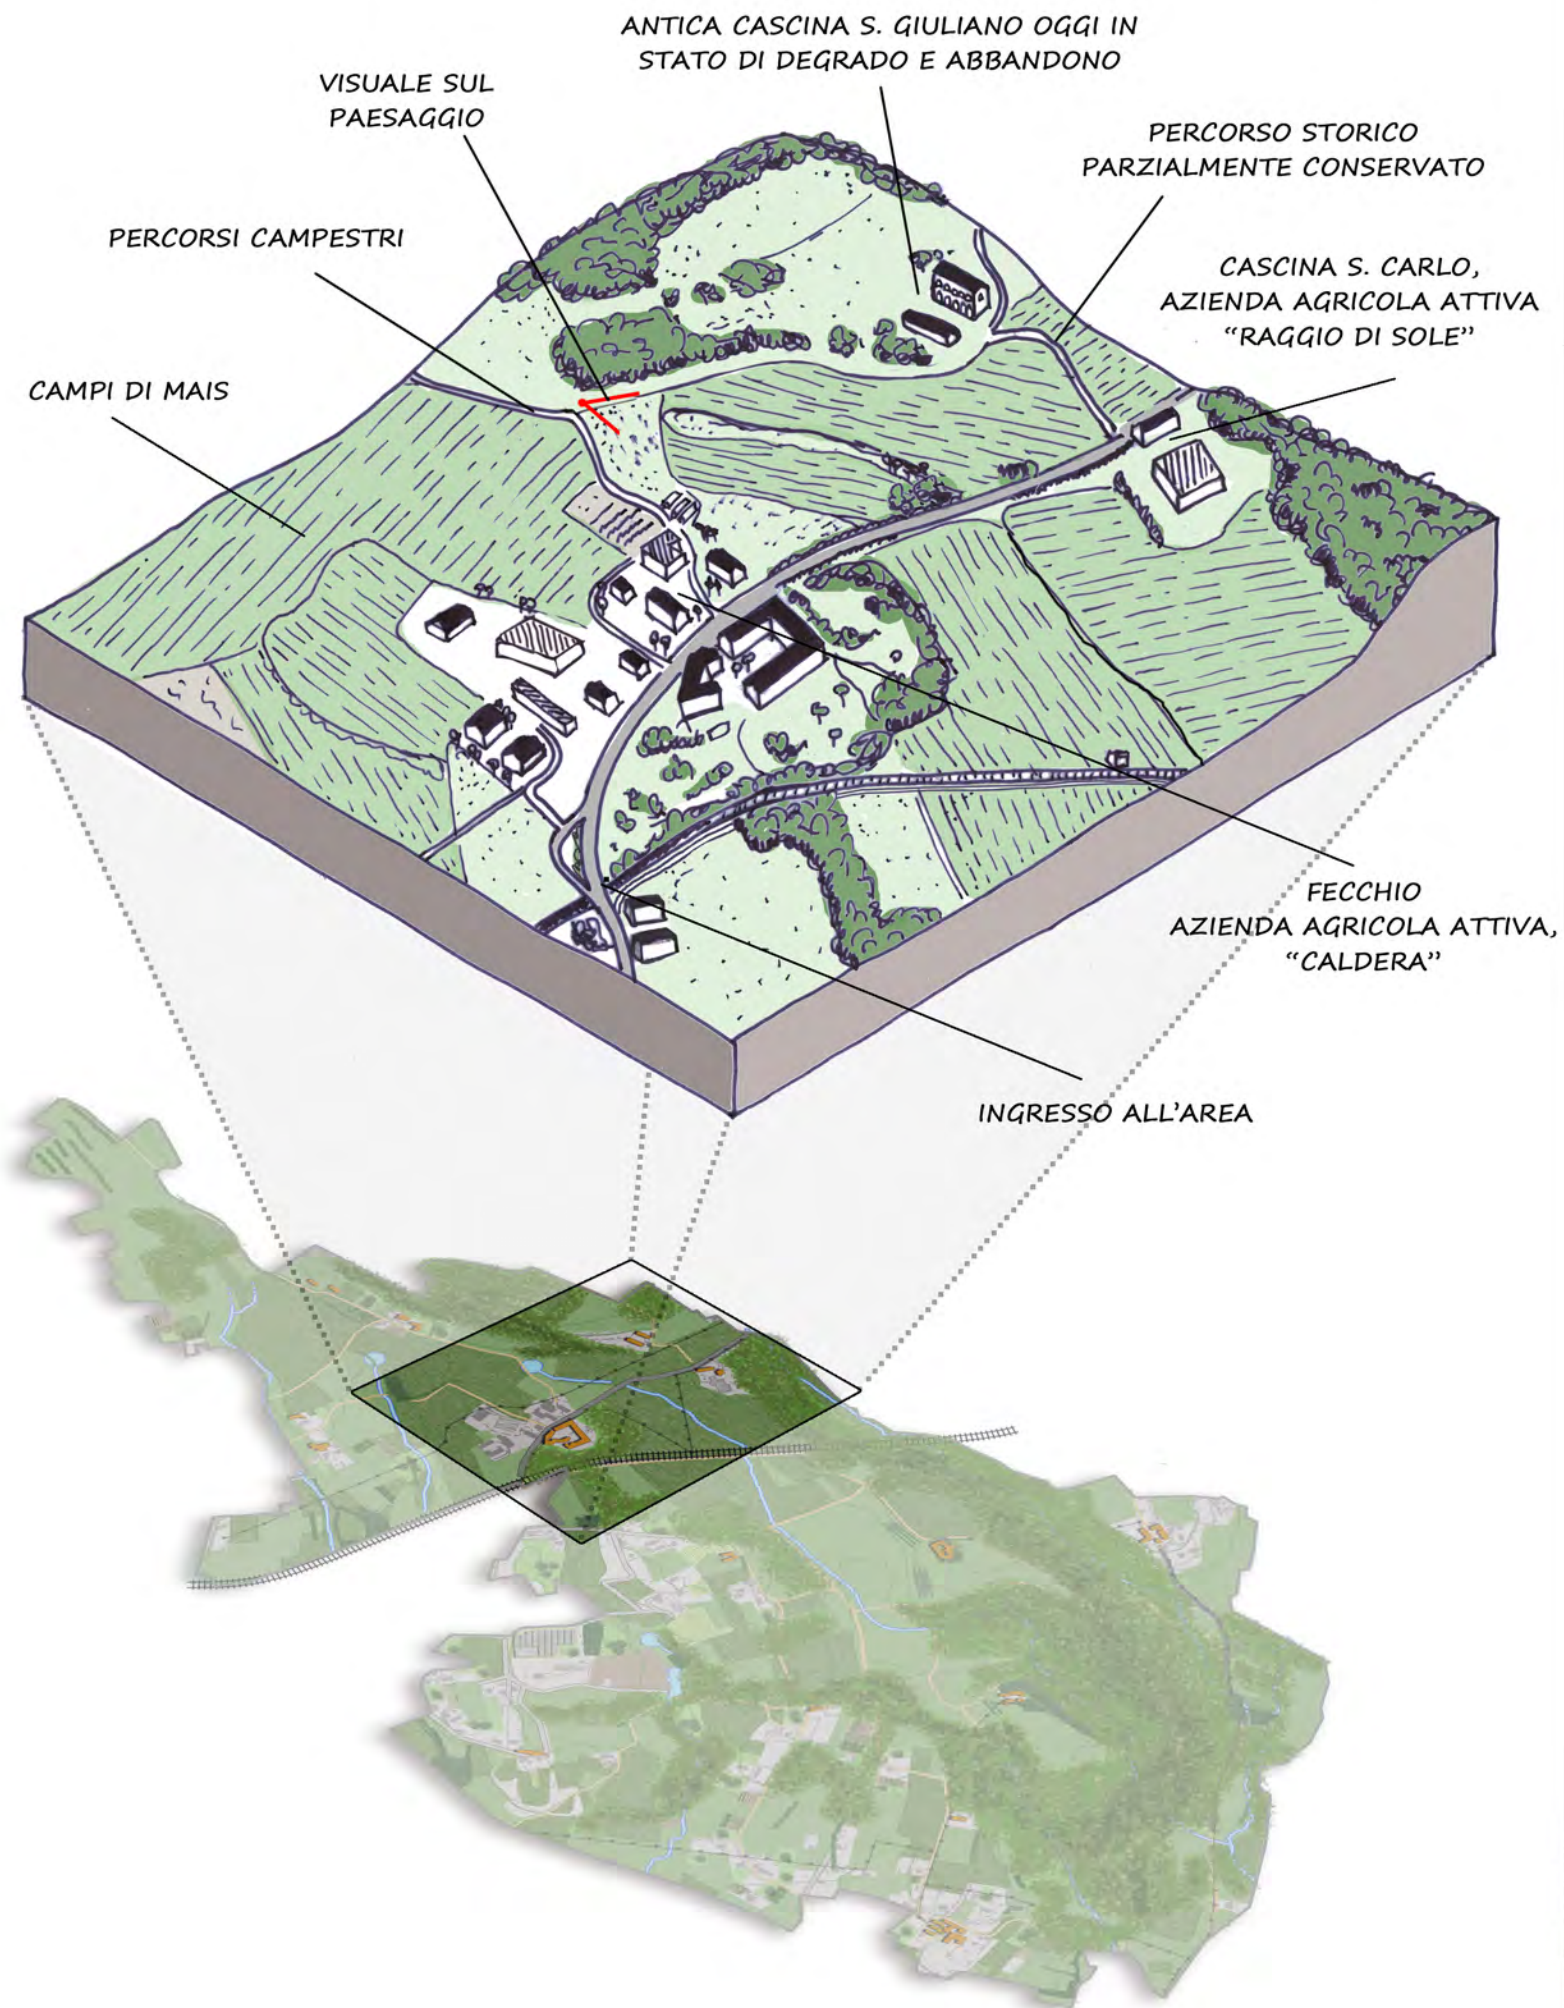 ANTICA CASCINA S. GIULIANO OGGI IN
STATO DI DEGRADO E ABBANDONO
VISUALE SUL
PAESAGGIO
PERCORSO STORICO
PARZIALMENTE CONSERVATO
PERCORSI CAMPESTRI
CASCINA S. CARLO,
AZIENDA AGRICOLA ATTIVA
"RAGGIO DI SOLE"
CAMPI DI MAIS
FECCHIO
AZIENDA AGRICOLA ATTIVA,
"CALDERA"
INGRESSO ALL'AREA